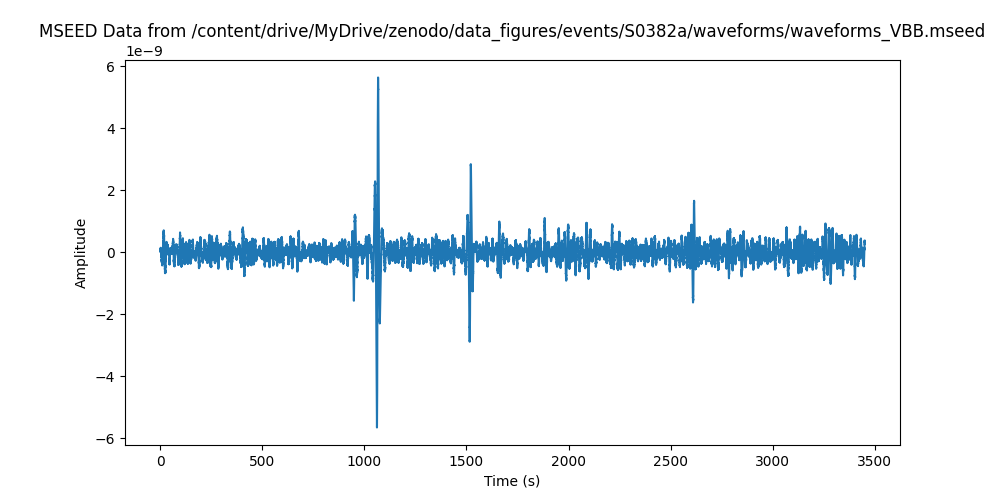 MSEED Data from /content/drive/MyDrive/zenodo/data_figures/events/S0382a/waveforms/waveforms_VBB.mseed
1e−9
6
4
2
0
−2
−4
−6
Amplitude
0 500 1000 1500 2000 2500 3000 3500
Time (s)